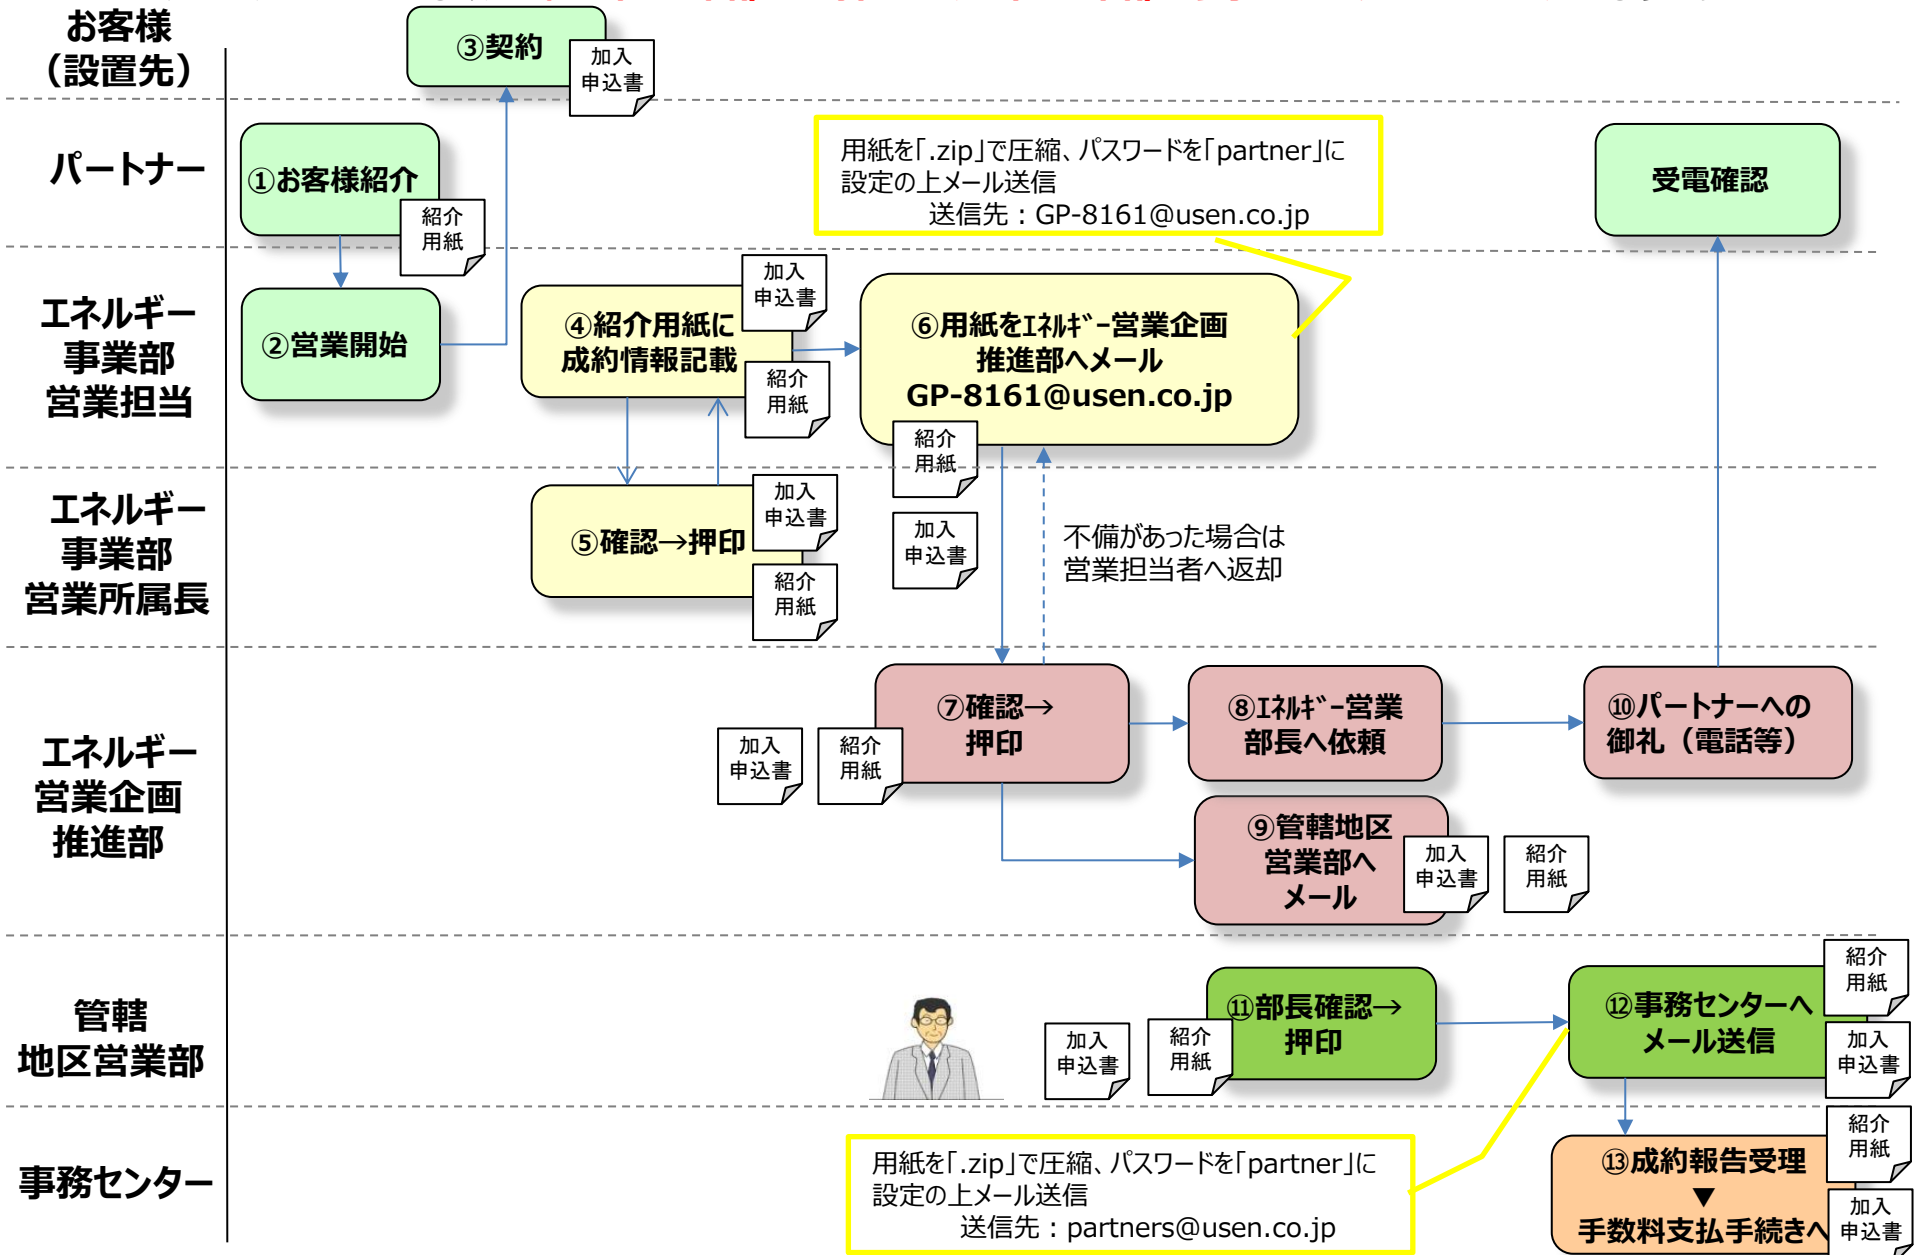 お客様
（設置先）
③契約
加入
申込書
パートナー
①お客様紹介
紹介
用紙
用紙を「.zip」で圧縮、パスワードを「partner」に
設定の上メール送信
送信先：GP-8161@usen.co.jp
受電確認
エネルギー
事業部
営業担当
②営業開始
④紹介用紙に
成約情報記載
加入
申込書
紹介
用紙
⑥用紙をｴﾈﾙｷﾞｰ営業企画
推進部へメール
GP-8161@usen.co.jp
紹介
用紙
加入
申込書
エネルギー
事業部
営業所属長
⑤確認→押印
加入
申込書
紹介
用紙
不備があった場合は
営業担当者へ返却
エネルギー
営業企画
推進部
加入
申込書
紹介
用紙
⑦確認→
押印
⑧ｴﾈﾙｷﾞｰ営業
部長へ依頼
⑩パートナーへの
御礼（電話等）
⑨管轄地区
営業部へ
メール
加入
申込書
紹介
用紙
管轄
地区営業部
加入
申込書
紹介
用紙
⑪部長確認→
押印
⑫事務センターへ
メール送信
紹介
用紙
加入
申込書
事務センター
用紙を「.zip」で圧縮、パスワードを「partner」に
設定の上メール送信
送信先：partners@usen.co.jp
⑬成約報告受理
▼
手数料支払手続きへ
紹介
用紙
加入
申込書